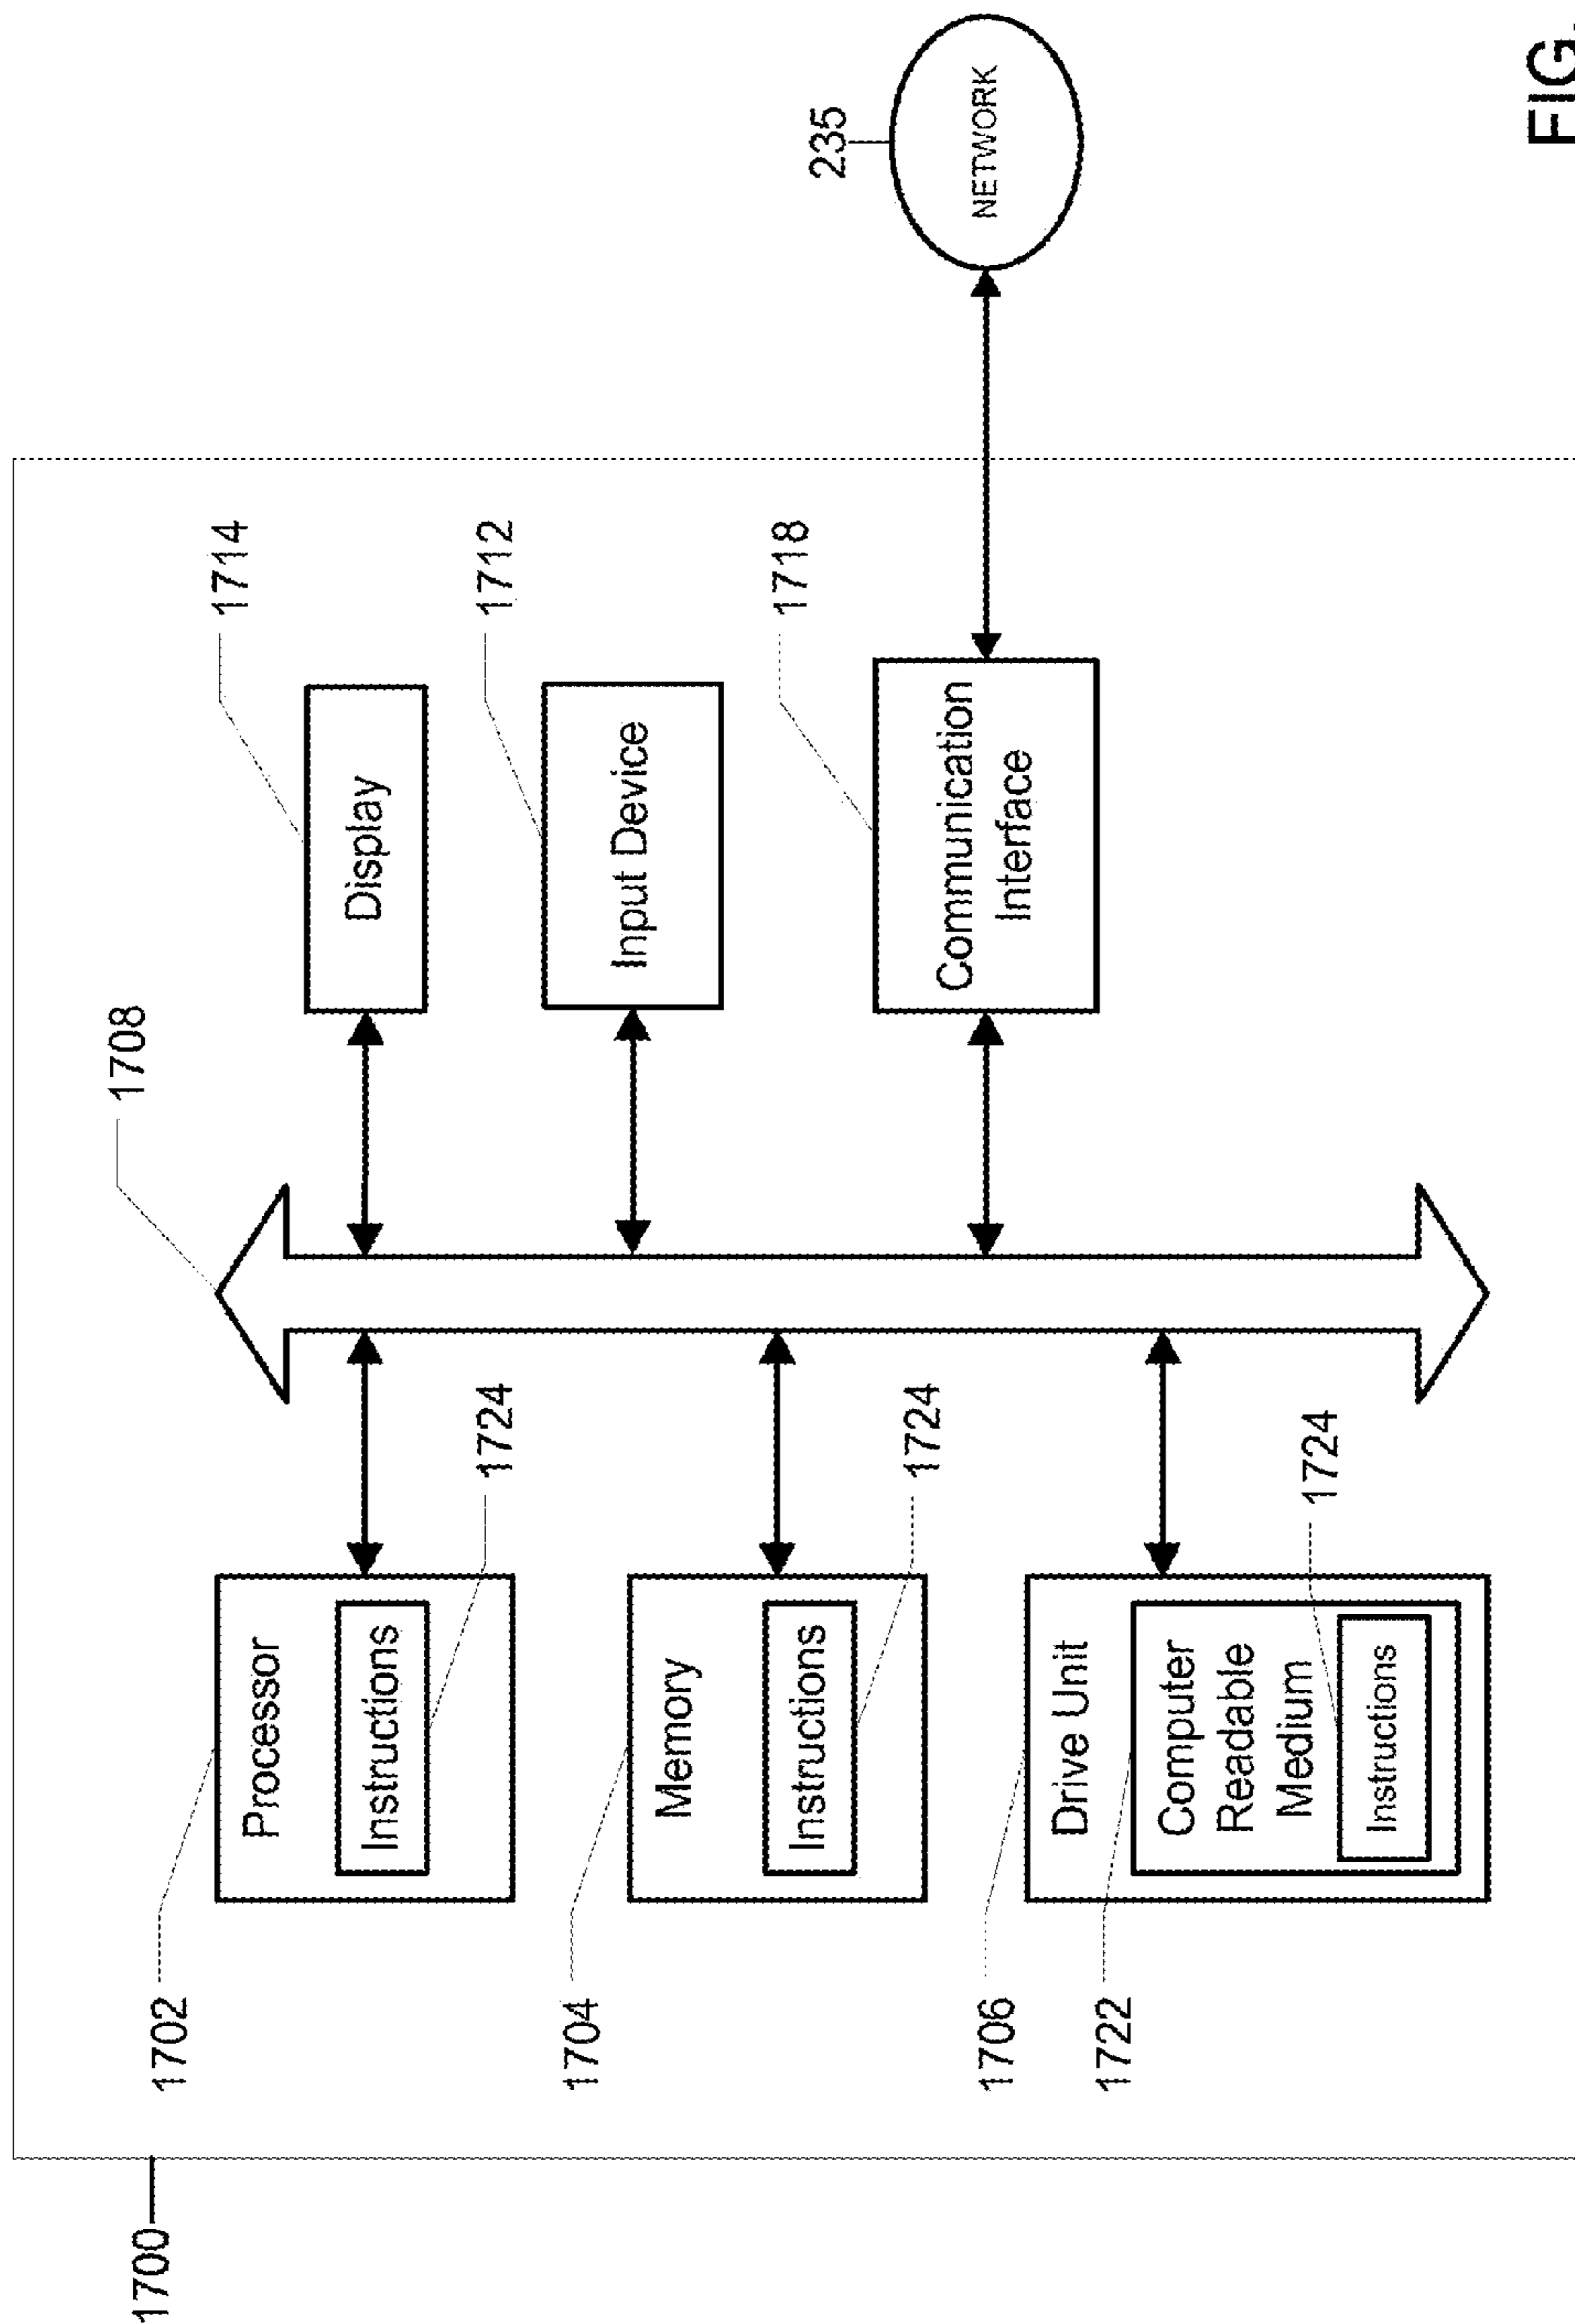 1700
1708
1702
Processor
Instructions
1724
Display
1714
1704
Memory
Instructions
1724
Input Device
1712
1706
1722
Drive Unit
Computer
Readable
Medium
Instructions
1724
Communication
Interface
1718
235
NETWORK
FIG.